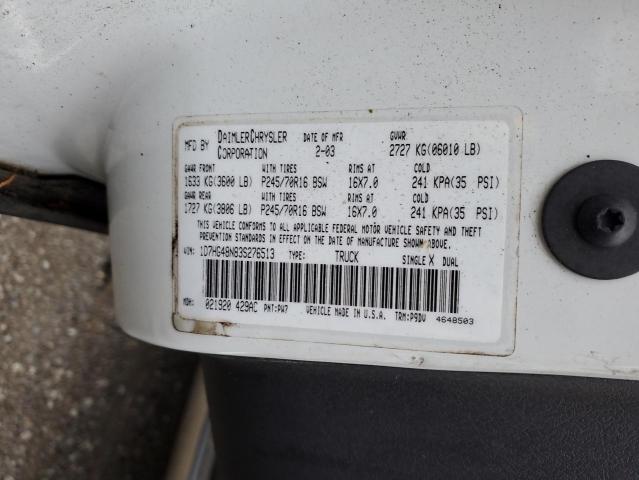 MFD BY DAIMLERCHRYSLER CORPORATION DATE OF MFR 2-03 GVWR 2727 KG(06010 LB)
GAWR FRONT WITH TIRES RIMS AT COLD
1633 KG(3600 LB) P245/70R16 BSW 16X7.0 241 KPA(35 PSI)
GAWR REAR WITH TIRES RIMS AT COLD
1727 KG(3806 LB) P245/70R16 BSW 16X7.0 241 KPA(35 PSI)
THIS VEHICLE CONFORMS TO ALL APPLICABLE FEDERAL MOTOR VEHICLE SAFETY AND THEFT
PREVENTION STANDARDS IN EFFECT ON THE DATE OF MANUFACTURE SHOWN ABOVE.
VIN: 1D7HG48N83S276513 TYPE: TRUCK SINGLE X DUAL
MDH: 021920 429AC PNT: PW7 VEHICLE MADE IN U.S.A. TRM: P9DV 4648503